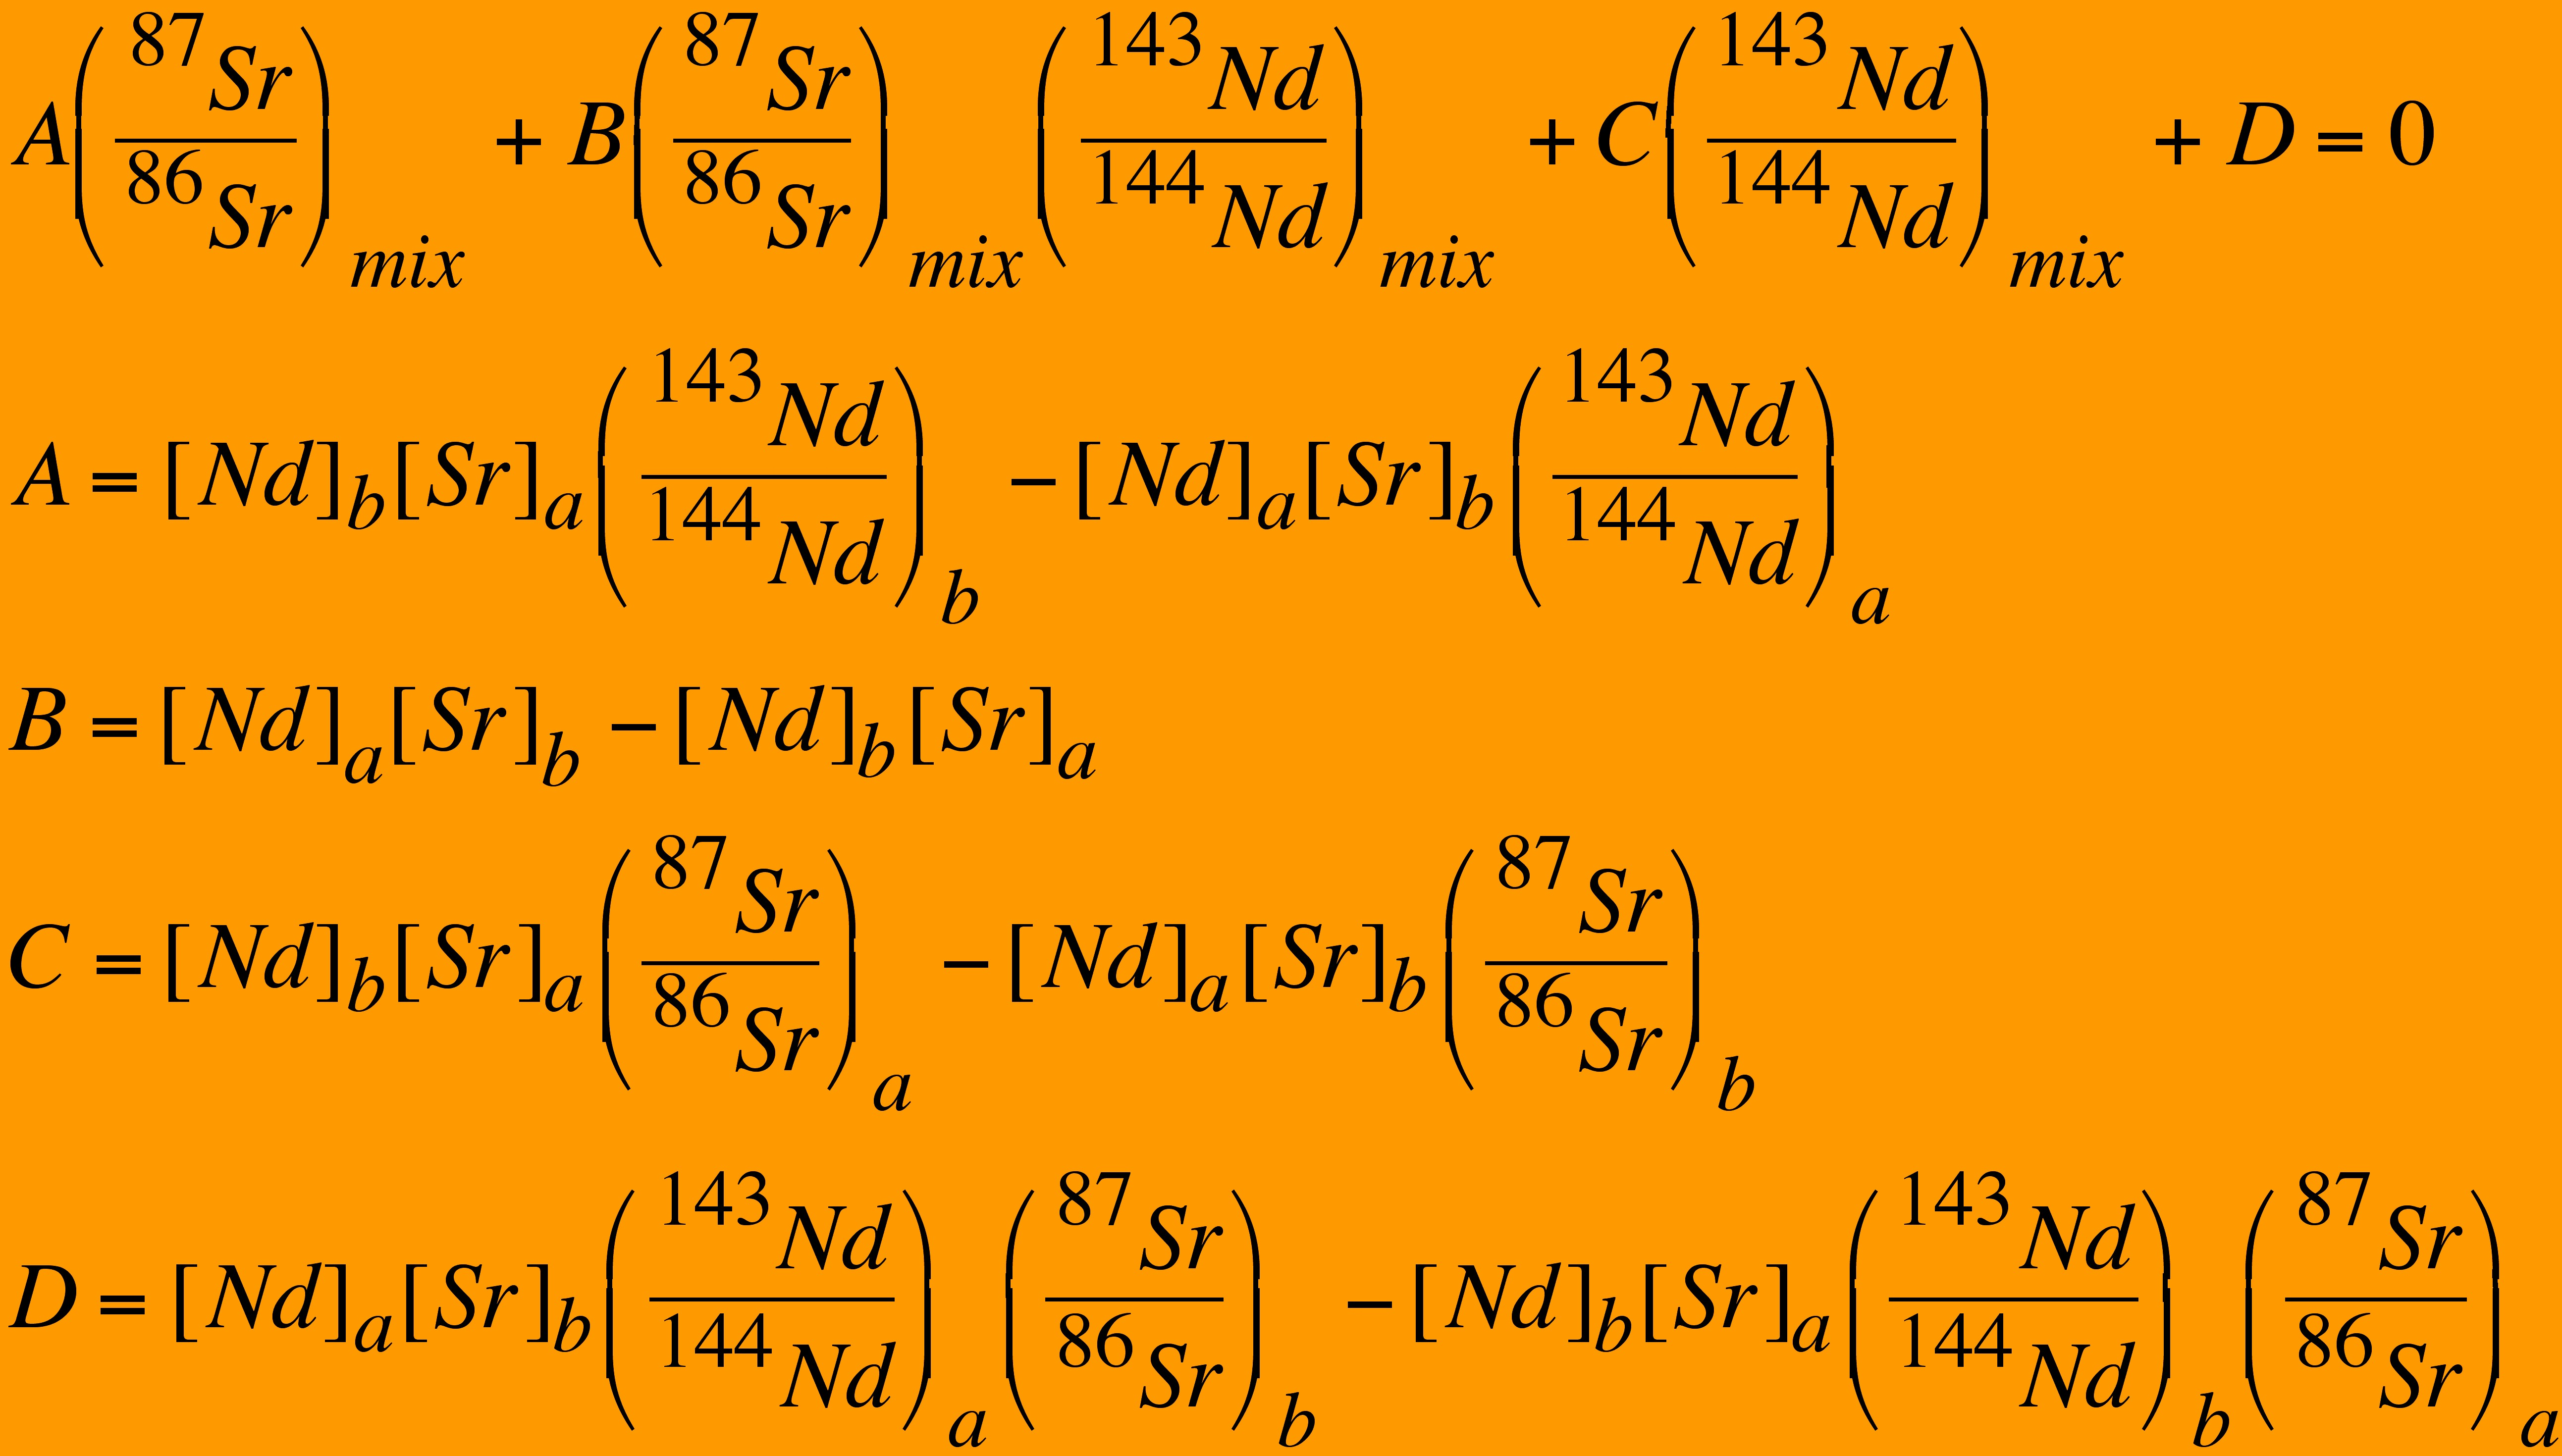 A(⁸⁷Sr/⁸⁶Sr)_mix + B(⁸⁷Sr/⁸⁶Sr)_mix (¹⁴³Nd/¹⁴⁴Nd)_mix + C(¹⁴³Nd/¹⁴⁴Nd)_mix + D = 0
A = [Nd]_b[Sr]_a(¹⁴³Nd/¹⁴⁴Nd)_b − [Nd]_a[Sr]_b(¹⁴³Nd/¹⁴⁴Nd)_a
B = [Nd]_a[Sr]_b − [Nd]_b[Sr]_a
C = [Nd]_b[Sr]_a(⁸⁷Sr/⁸⁶Sr)_a − [Nd]_a[Sr]_b(⁸⁷Sr/⁸⁶Sr)_b
D = [Nd]_a[Sr]_b(¹⁴³Nd/¹⁴⁴Nd)_a (⁸⁷Sr/⁸⁶Sr)_b − [Nd]_b[Sr]_a(¹⁴³Nd/¹⁴⁴Nd)_b (⁸⁷Sr/⁸⁶Sr)_a